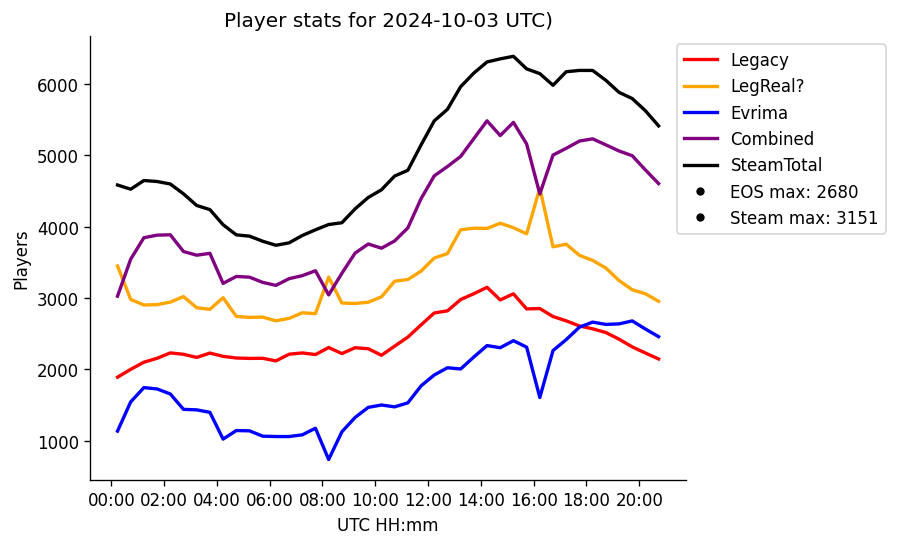 Player stats for 2024-10-03 UTC)
Players
6000
5000
4000
3000
2000
1000
00:00 02:00 04:00 06:00 08:00 10:00 12:00 14:00 16:00 18:00 20:00
UTC HH:mm
Legacy
LegReal?
Evrima
Combined
SteamTotal
EOS max: 2680
Steam max: 3151